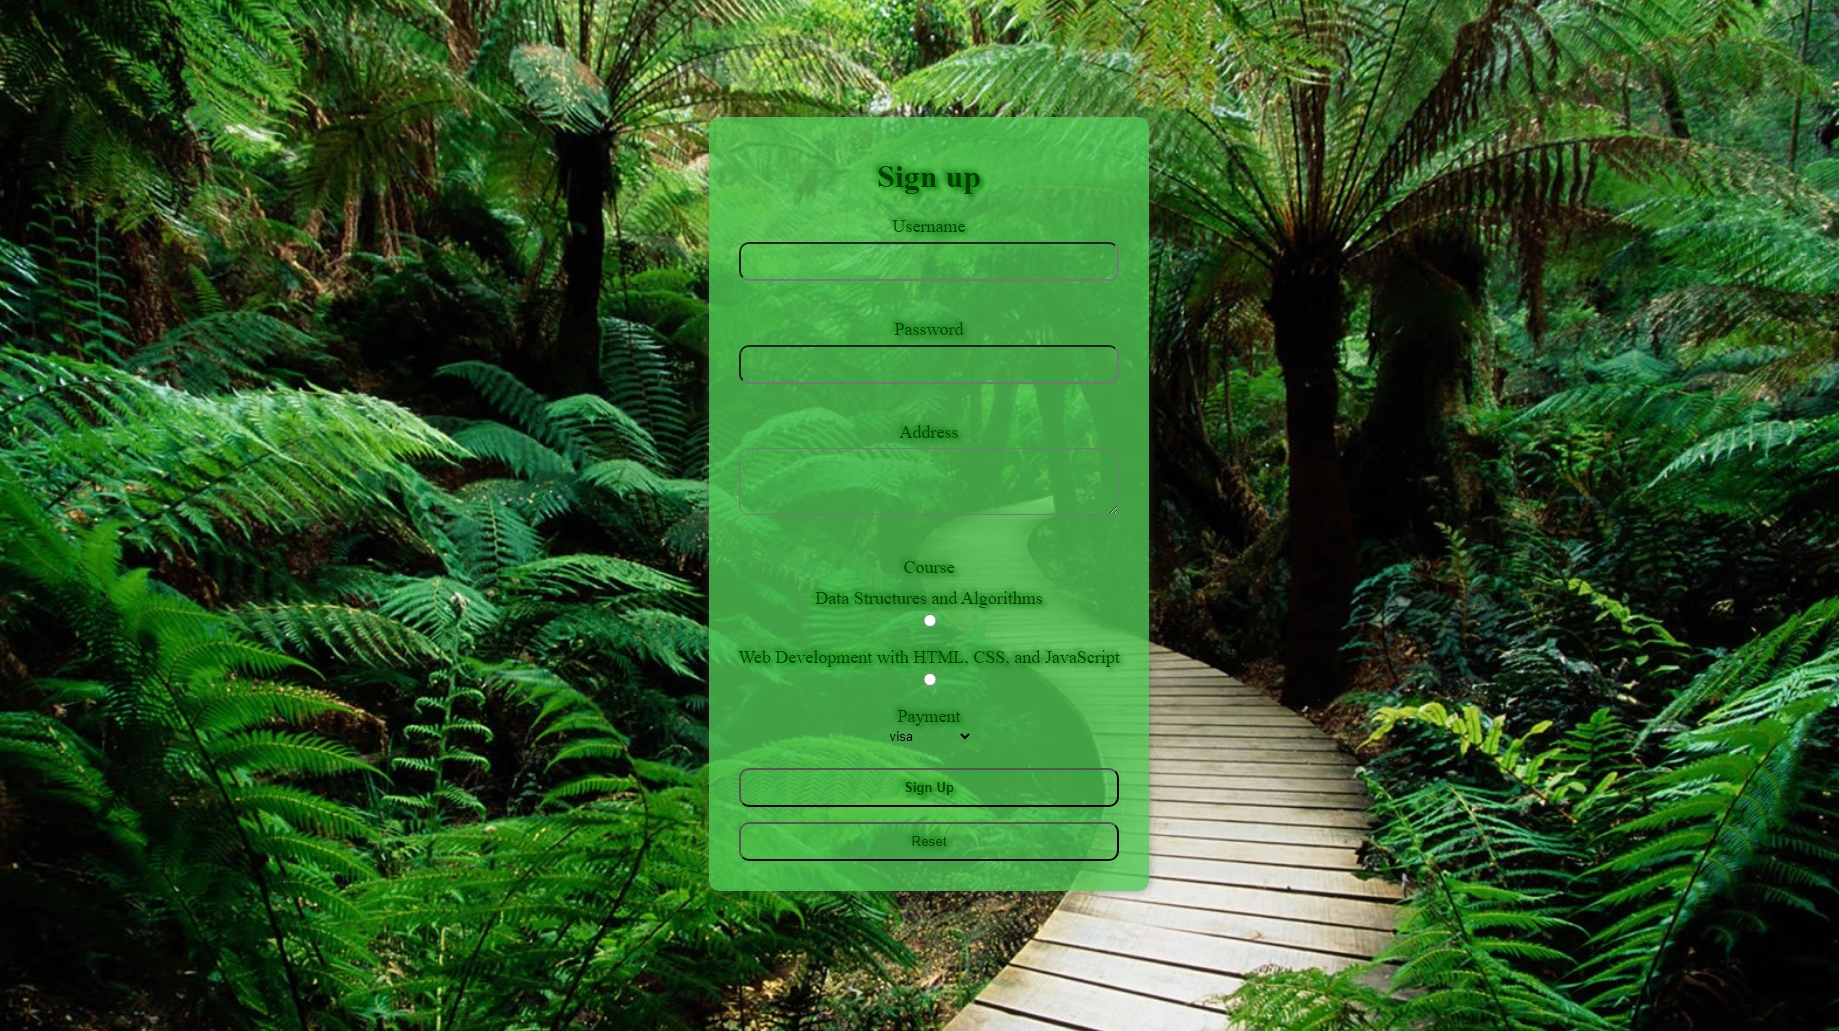 Sign up
Username
Password
Address
Course
Data Structures and Algorithms
Web Development with HTML, CSS, and JavaScript
Payment
visa
Sign Up
Reset